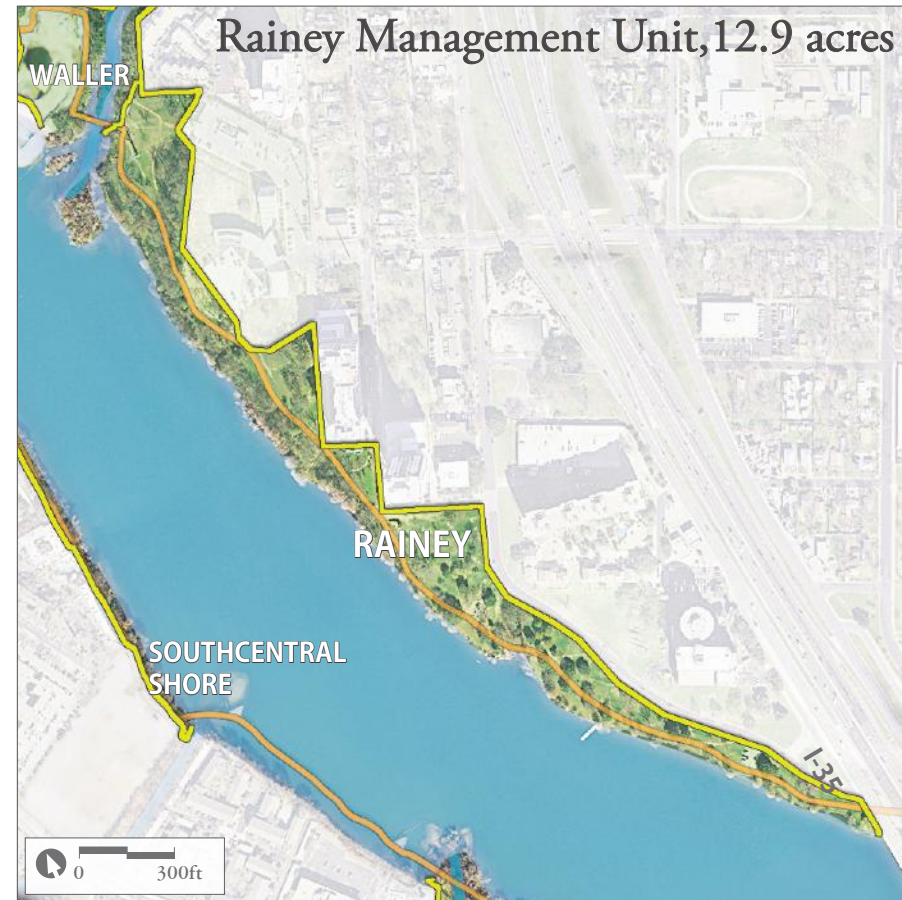 Rainey Management Unit,12.9 acres
WALLER
RAINEY
SOUTHCENTRAL
SHORE
I-35
0 300ft